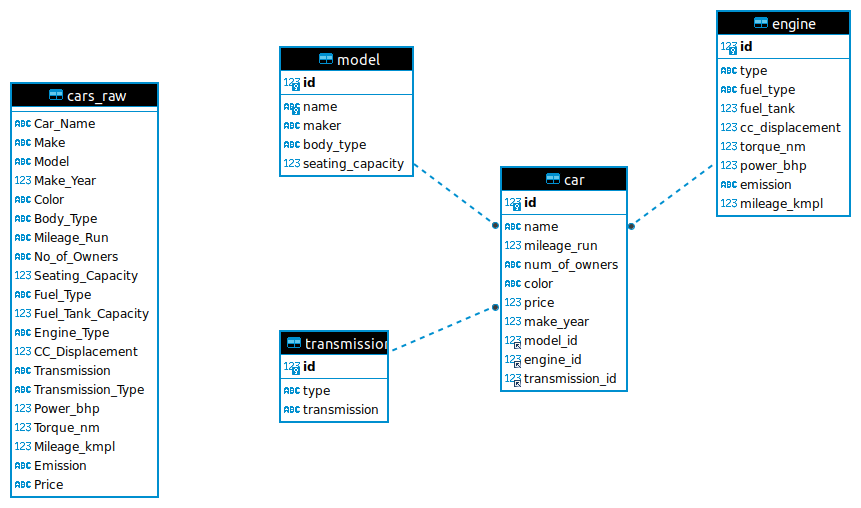 cars_raw
ABC Car_Name
ABC Make
ABC Model
123 Make_Year
ABC Color
ABC Body_Type
ABC Mileage_Run
ABC No_of_Owners
123 Seating_Capacity
ABC Fuel_Type
123 Fuel_Tank_Capacity
ABC Engine_Type
123 CC_Displacement
ABC Transmission
ABC Transmission_Type
123 Power_bhp
123 Torque_nm
123 Mileage_kmpl
ABC Emission
ABC Price
model
123 id
ABC name
ABC maker
ABC body_type
123 seating_capacity
transmission
123 id
ABC type
ABC transmission
car
123 id
ABC name
123 mileage_run
ABC num_of_owners
ABC color
123 price
123 make_year
123 model_id
123 engine_id
123 transmission_id
engine
123 id
ABC type
ABC fuel_type
123 fuel_tank
123 cc_displacement
123 torque_nm
123 power_bhp
ABC emission
123 mileage_kmpl